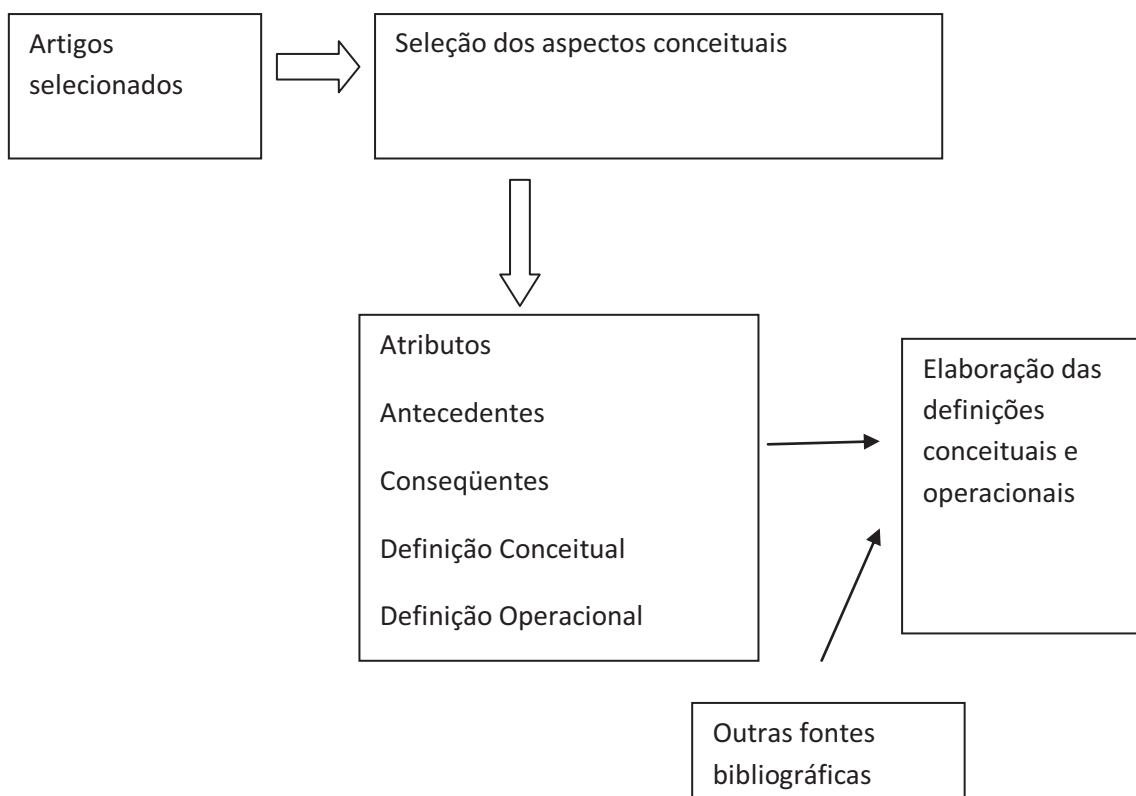 Artigos
selecionados
Seleção dos aspectos conceituais
Atributos
Antecedentes
Conseqüentes
Definição Conceitual
Definição Operacional
Elaboração das
definições
conceituais e
operacionais
Outras fontes
bibliográficas